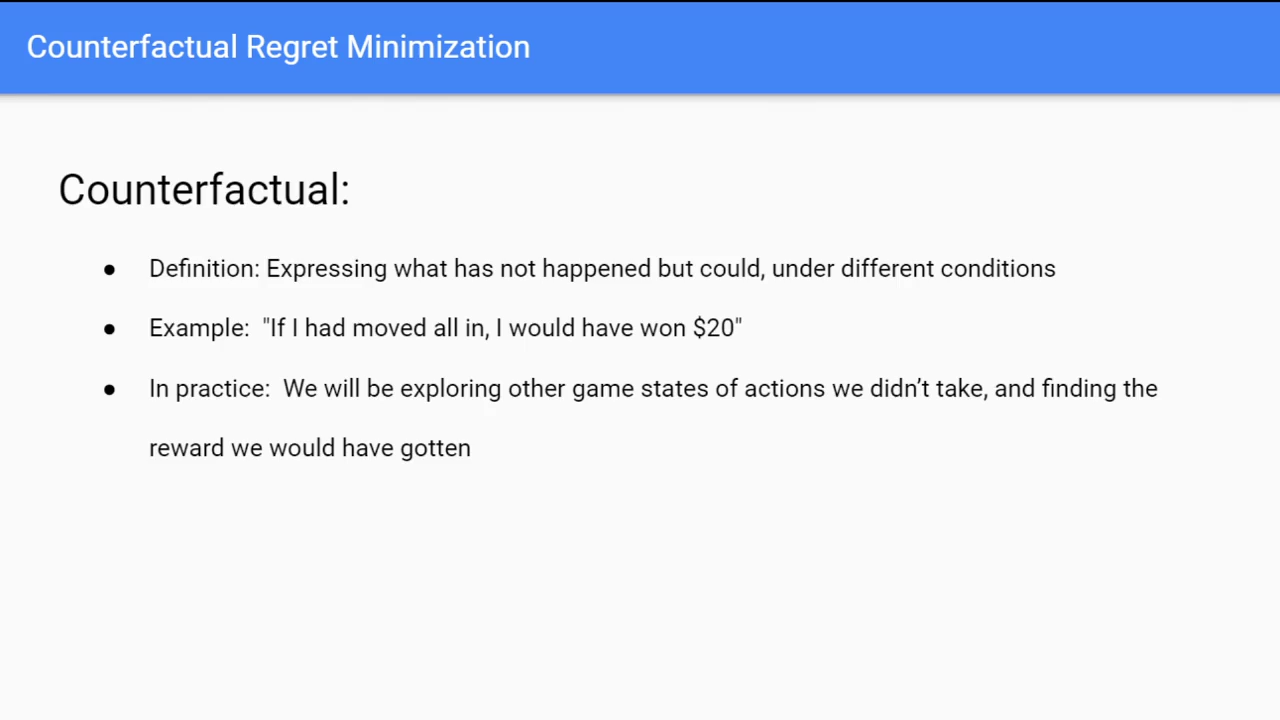 Counterfactual Regret Minimization
Counterfactual:
● Definition: Expressing what has not happened but could, under different conditions
● Example:  "If I had moved all in, I would have won $20"
● In practice:  We will be exploring other game states of actions we didn’t take, and finding the
reward we would have gotten